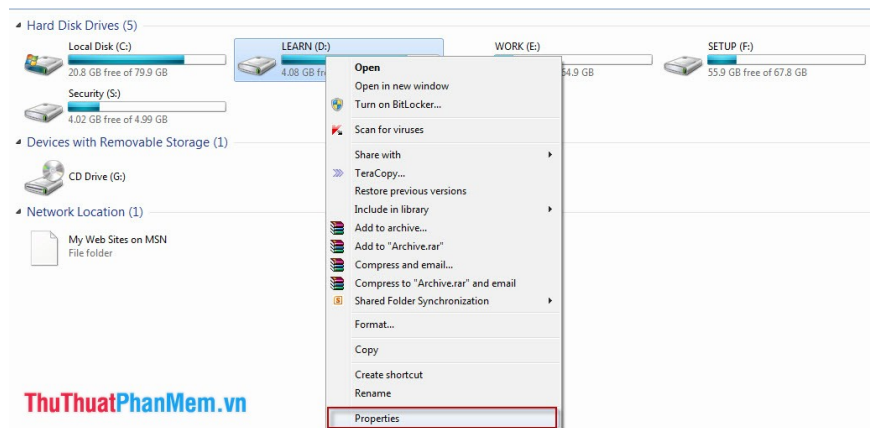 Hard Disk Drives (5)
Local Disk (C:)
20.8 GB free of 79.9 GB
LEARN (D:)
4.08 GB fr
WORK (E:)
54.9 GB
SETUP (F:)
55.9 GB free of 67.8 GB
Security (S:)
4.02 GB free of 4.99 GB
Devices with Removable Storage (1)
CD Drive (G:)
Network Location (1)
My Web Sites on MSN
File folder
Open
Open in new window
Turn on BitLocker...
Scan for viruses
Share with
TeraCopy...
Restore previous versions
Include in library
Add to archive...
Add to "Archive.rar"
Compress and email...
Compress to "Archive.rar" and email
Shared Folder Synchronization
Format...
Copy
Create shortcut
Rename
Properties
ThuThuatPhanMem.vn